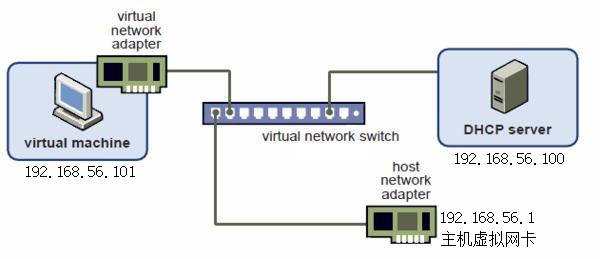 virtual
network
adapter
virtual machine
192.168.56.101
virtual network switch
DHCP server
192.168.56.100
host
network
adapter
192.168.56.1
主机虚拟网卡